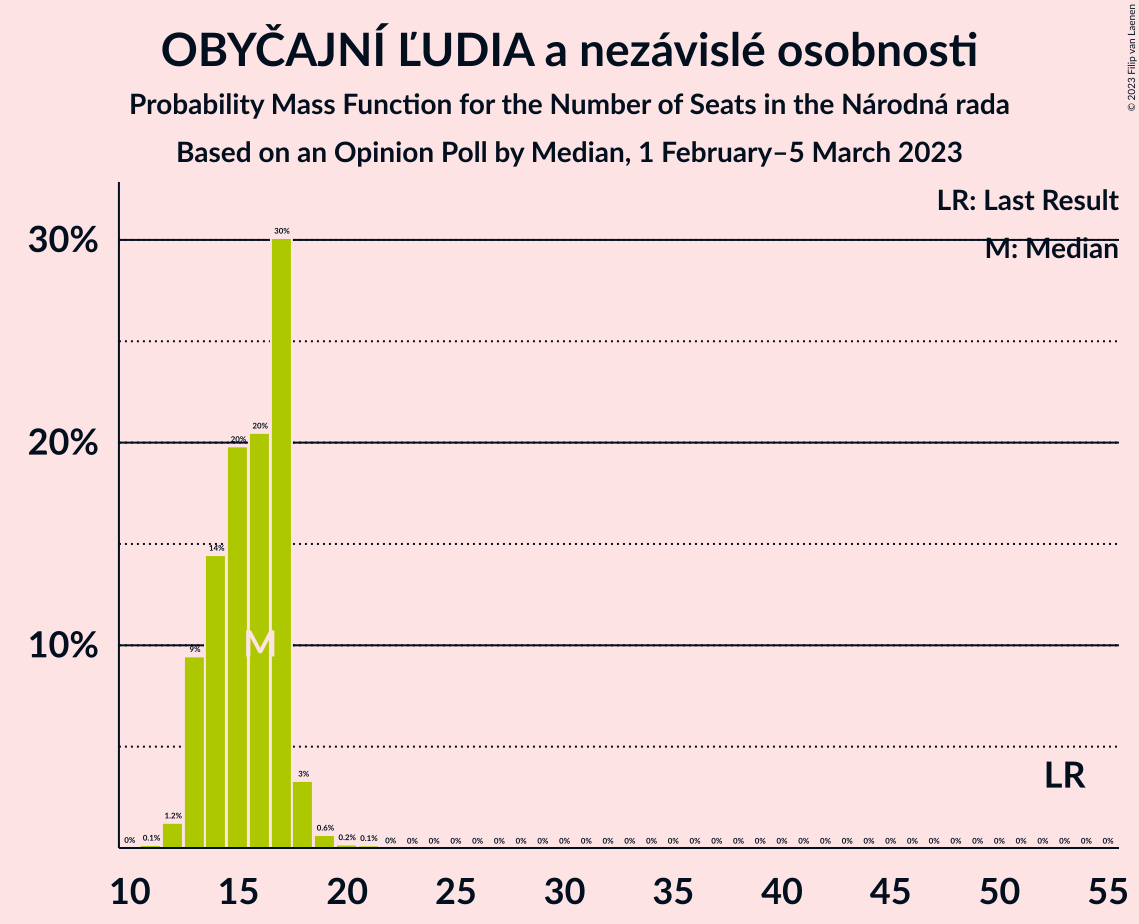 OBYČAJNÍ ĽUDIA a nezávislé osobnosti
Probability Mass Function for the Number of Seats in the Národná rada
Based on an Opinion Poll by Median, 1 February–5 March 2023
© 2023 Filip van Laenen
LR: Last Result
M: Median
30%
20%
10%
0% 0.1% 1.2% 9% 14% 20% 20% 30% 3% 0.6% 0.2% 0.1% 0% 0% 0% 0% 0% 0% 0% 0% 0% 0% 0% 0% 0% 0% 0% 0% 0% 0% 0% 0% 0% 0% 0% 0% 0% 0% 0% 0% 0% 0% 0% 0% 0% 0%
M
LR
10 15 20 25 30 35 40 45 50 55